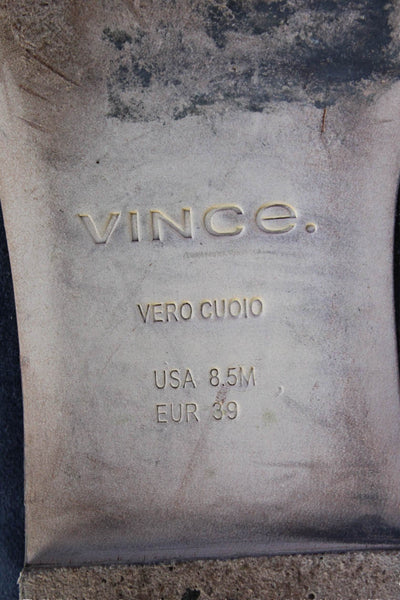 VINCe.
VERO CUOIO
USA 8.5M
EUR 39